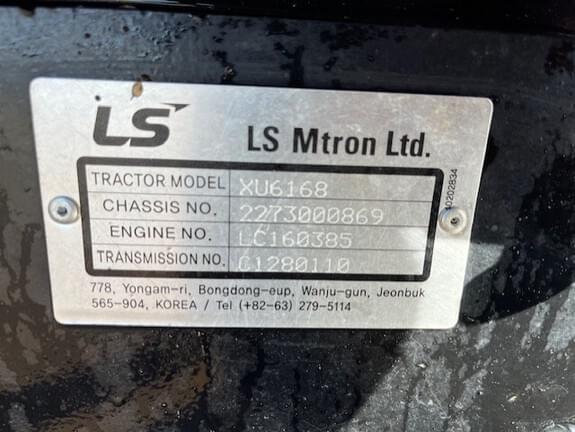 LS LS Mtron Ltd.
TRACTOR MODEL XU6168
CHASSIS NO. 2273000869
ENGINE NO. LC160385
TRANSMISSION NO. C1280110
40202834
778, Yongam-ri, Bongdong-eup, Wanju-gun, Jeonbuk
565-904, KOREA / Tel (+82-63) 279-5114